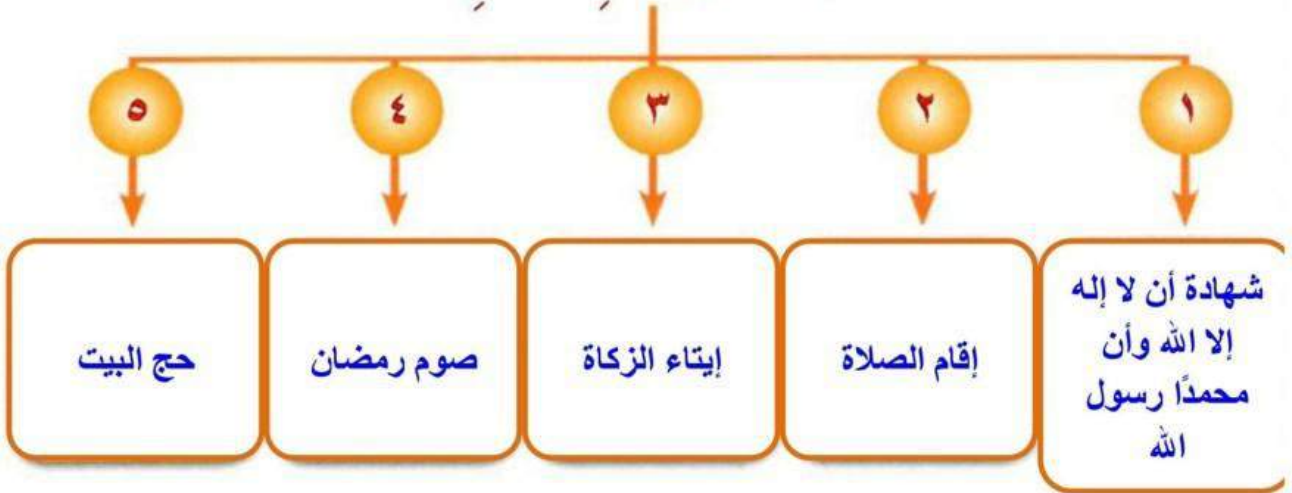 ١
٢
٣
٤
٥
شهادة أن لا إله
إلا الله وأن
محمدًا رسول
الله
إقام الصلاة
إيتاء الزكاة
صوم رمضان
حج البيت